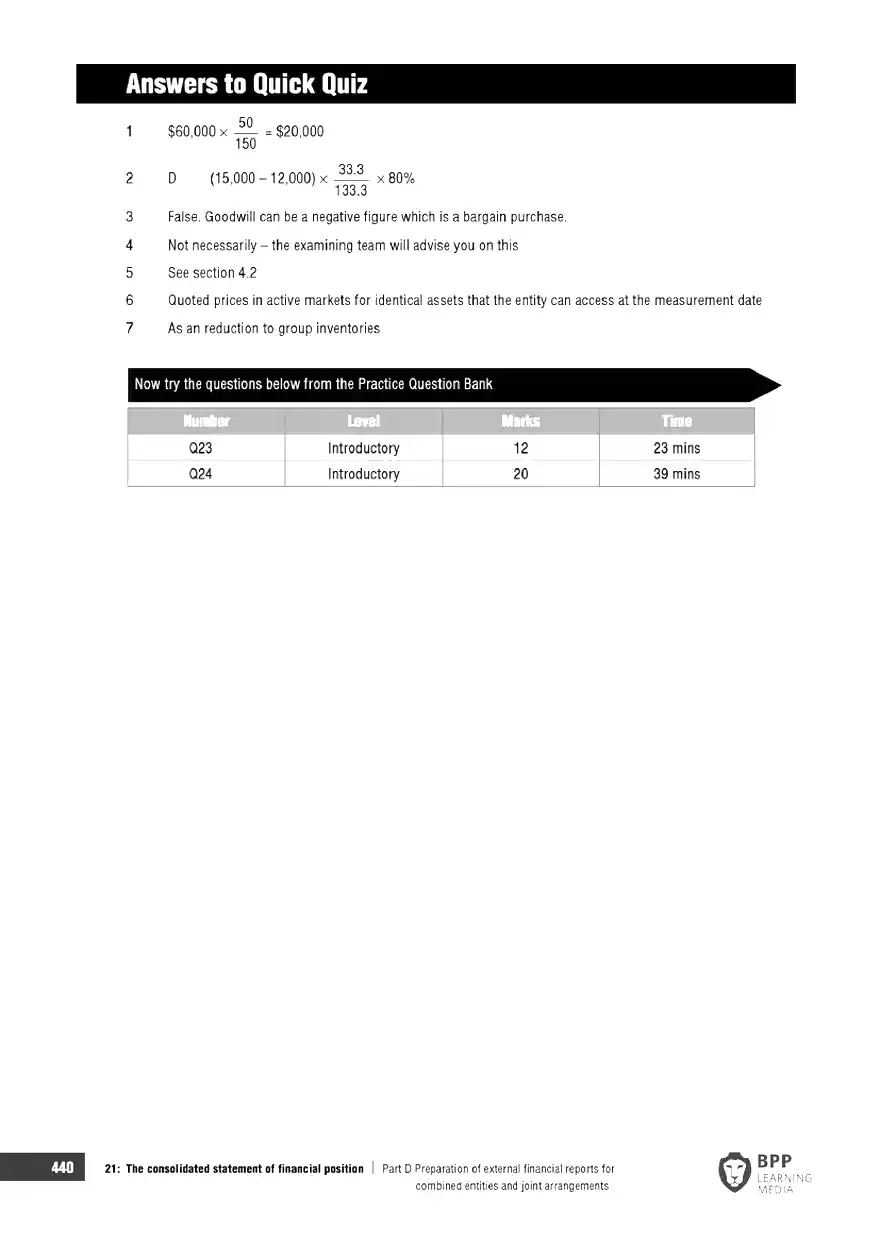 Answers to Quick Quiz
1 $60,000 × 50/150 = $20,000
2 D (15,000 – 12,000) × 33.3/133.3 × 80%
3 False. Goodwill can be a negative figure which is a bargain purchase.
4 Not necessarily – the examining team will advise you on this
5 See section 4.2
6 Quoted prices in active markets for identical assets that the entity can access at the measurement date
7 As an reduction to group inventories
Now try the questions below from the Practice Question Bank
Number Level Marks Time
Q23 Introductory 12 23 mins
Q24 Introductory 20 39 mins
440 21: The consolidated statement of financial position | Part D Preparation of external financial reports for
combined entities and joint arrangements
BPP
LEARNING
MEDIA